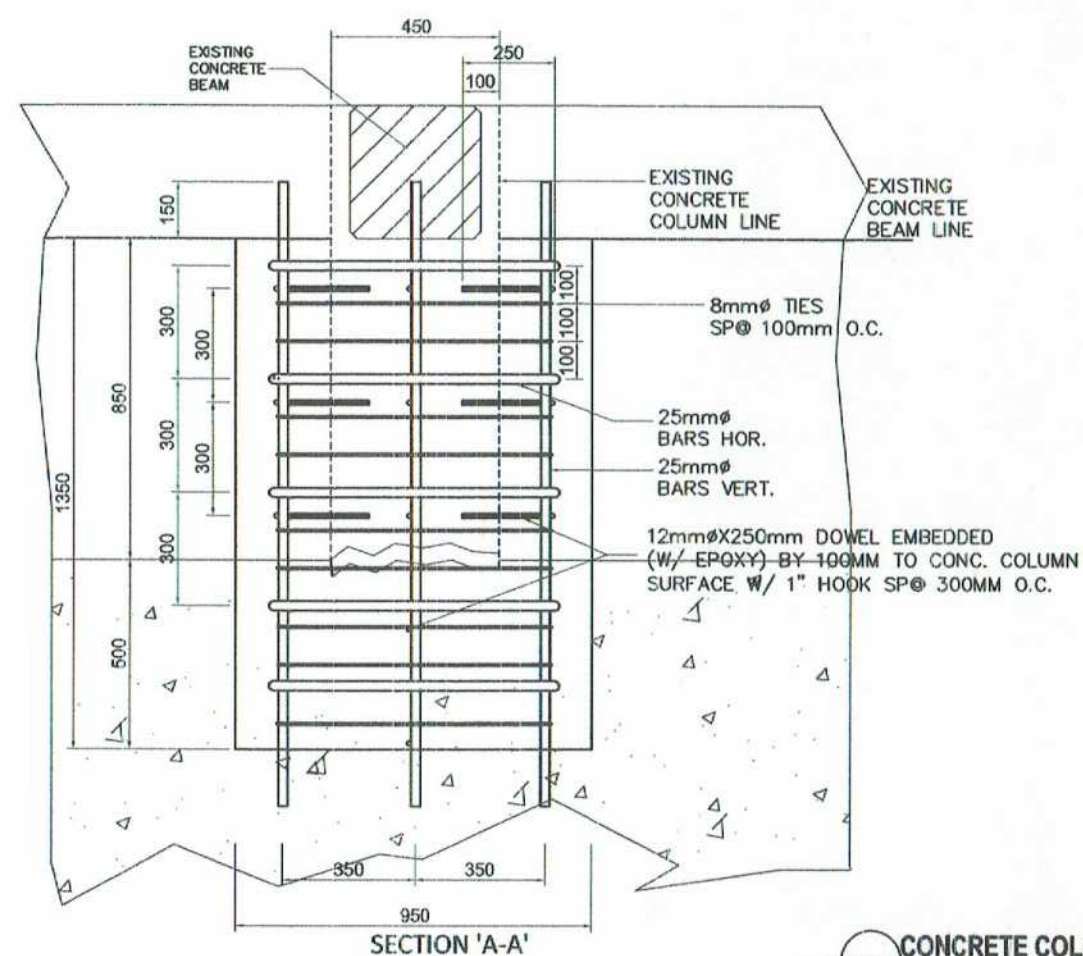 450
EXISTING
CONCRETE
BEAM
250
100
EXISTING
CONCRETE
COLUMN LINE
EXISTING
CONCRETE
BEAM LINE
150
8mmø TIES
SP@ 100mm O.C.
100
100
100
300
300
300
300
300
850
1350
500
25mmø
BARS HOR.
25mmø
BARS VERT.
12mmøX250mm DOWEL EMBEDDED
(W/ EPOXY) BY 100MM TO CONC. COLUMN
SURFACE W/ 1" HOOK SP@ 300MM O.C.
350
350
950
SECTION 'A-A'
CONCRETE COL